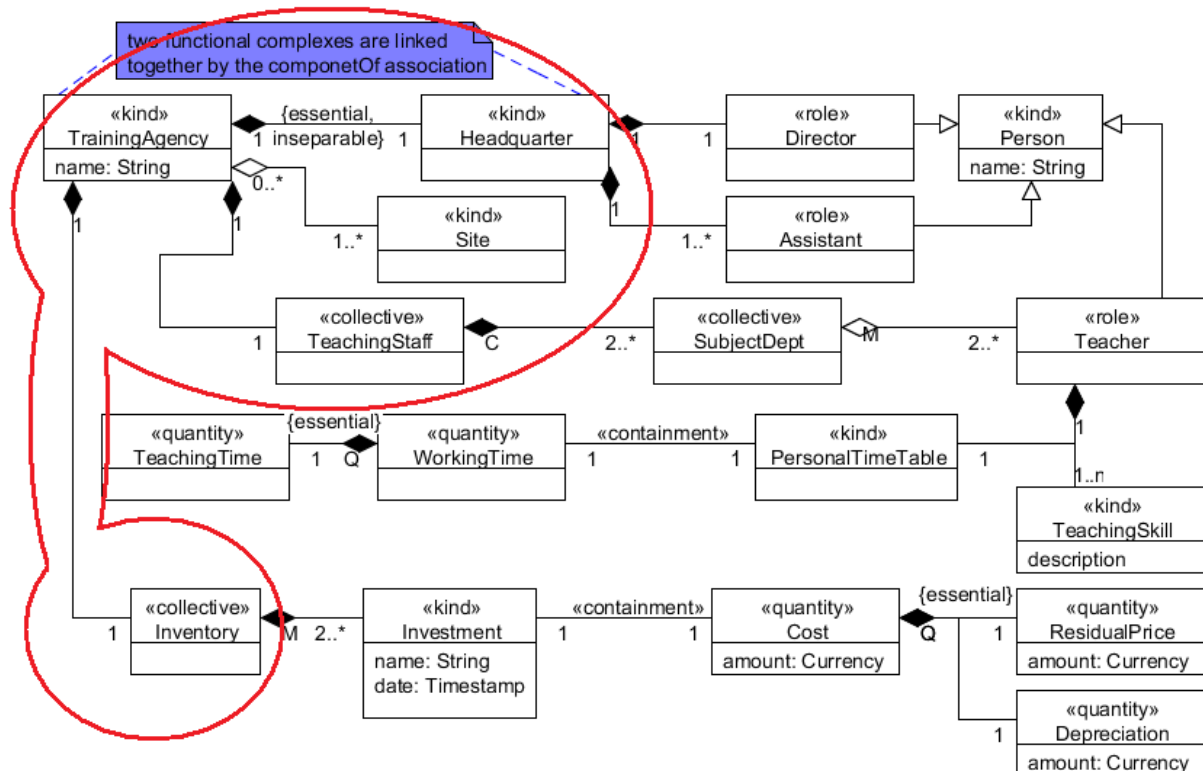 two functional complexes are linked
together by the componetOf association
«kind»
TrainingAgency
name: String
{essential,
inseparable}
1
1
«kind»
Headquarter
1
1
«role»
Director
«kind»
Person
name: String
0..*
1..*
«kind»
Site
1
1..*
«role»
Assistant
1
1
1
«collective»
TeachingStaff
C
2..*
«collective»
SubjectDept
M
2..*
«role»
Teacher
«quantity»
TeachingTime
{essential}
1
Q
«quantity»
WorkingTime
«containment»
1
1
«kind»
PersonalTimeTable
1
1
1..n
«kind»
TeachingSkill
description
1
«collective»
Inventory
M
2..*
«kind»
Investment
name: String
date: Timestamp
«containment»
1
1
«quantity»
Cost
amount: Currency
{essential}
Q
1
«quantity»
ResidualPrice
amount: Currency
1
«quantity»
Depreciation
amount: Currency